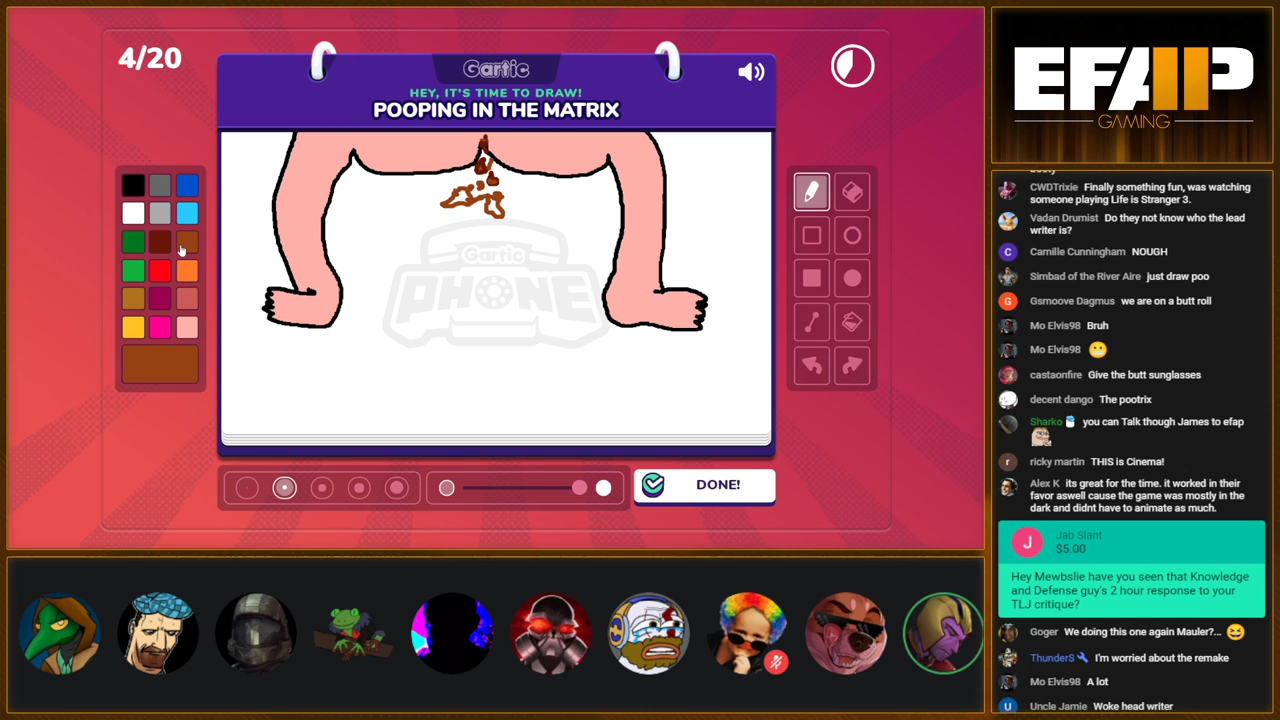 4/20
Gartic
HEY, IT'S TIME TO DRAW!
POOPING IN THE MATRIX
Gartic
PHONE
DONE!
EFAP
GAMING
CWDTrixie Finally something fun, was watching
someone playing Life is Stranger 3.
Vadan Drumist Do they not know who the lead
writer is?
C
Camille Cunningham NOUGH
Simbad of the River Aire just draw poo
G
Gsmoove Dagmus we are on a butt roll
Mo Elvis98 Bruh
Mo Elvis98
castaonfire Give the butt sunglasses
decent dango The pootrix
Sharko you can Talk though James to efap
r
ricky martin THIS is Cinema!
Alex K its great for the time. it worked in their
favor aswell cause the game was mostly in the
dark and didnt have to animate as much.
J
Jab Slant
$5.00
Hey Mewbslie have you seen that Knowledge
and Defense guy's 2 hour response to your
TLJ critique?
Goger We doing this one again Mauler?...
ThunderS I'm worried about the remake
Mo Elvis98 A lot
U
Uncle Jamie Woke head writer